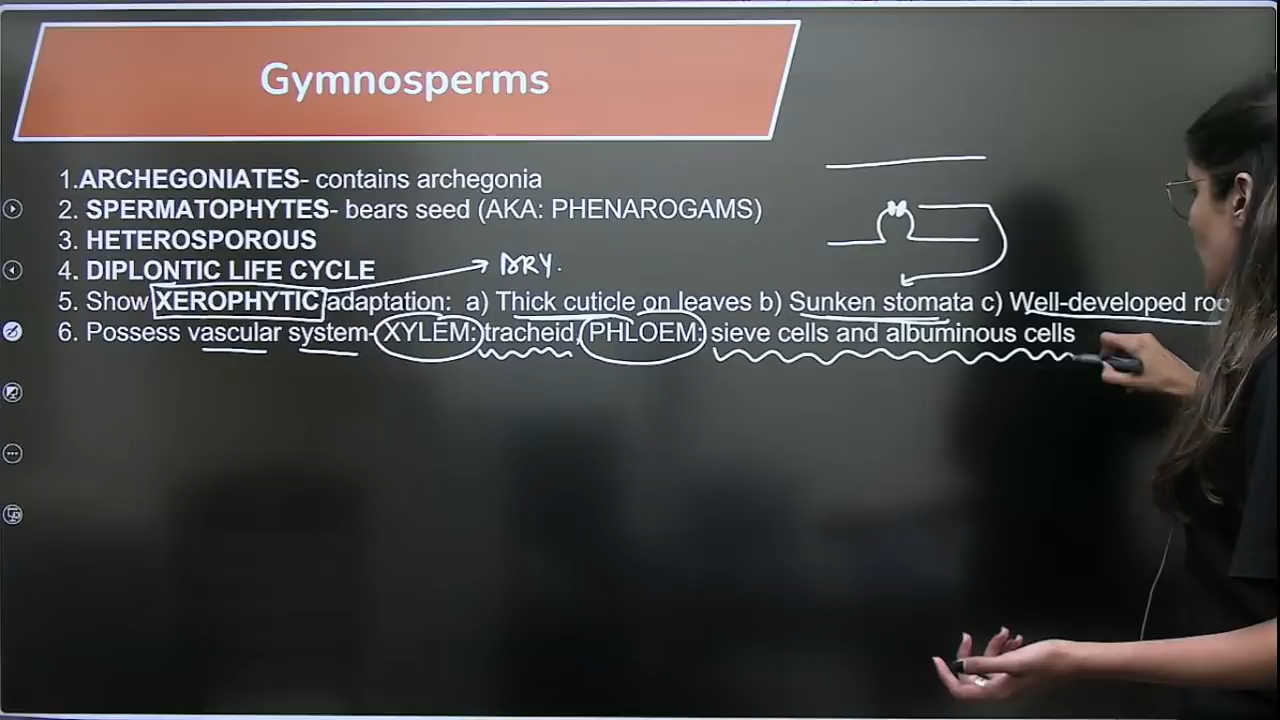 Gymnosperms
1.ARCHEGONIATES- contains archegonia
2. SPERMATOPHYTES- bears seed (AKA: PHENAROGAMS)
3. HETEROSPOROUS
4. DIPLONTIC LIFE CYCLE
DRY.
5. Show XEROPHYTIC adaptation: a) Thick cuticle on leaves b) Sunken stomata c) Well-developed
6. Possess vascular system- XYLEM: tracheid, PHLOEM: sieve cells and albuminous cells